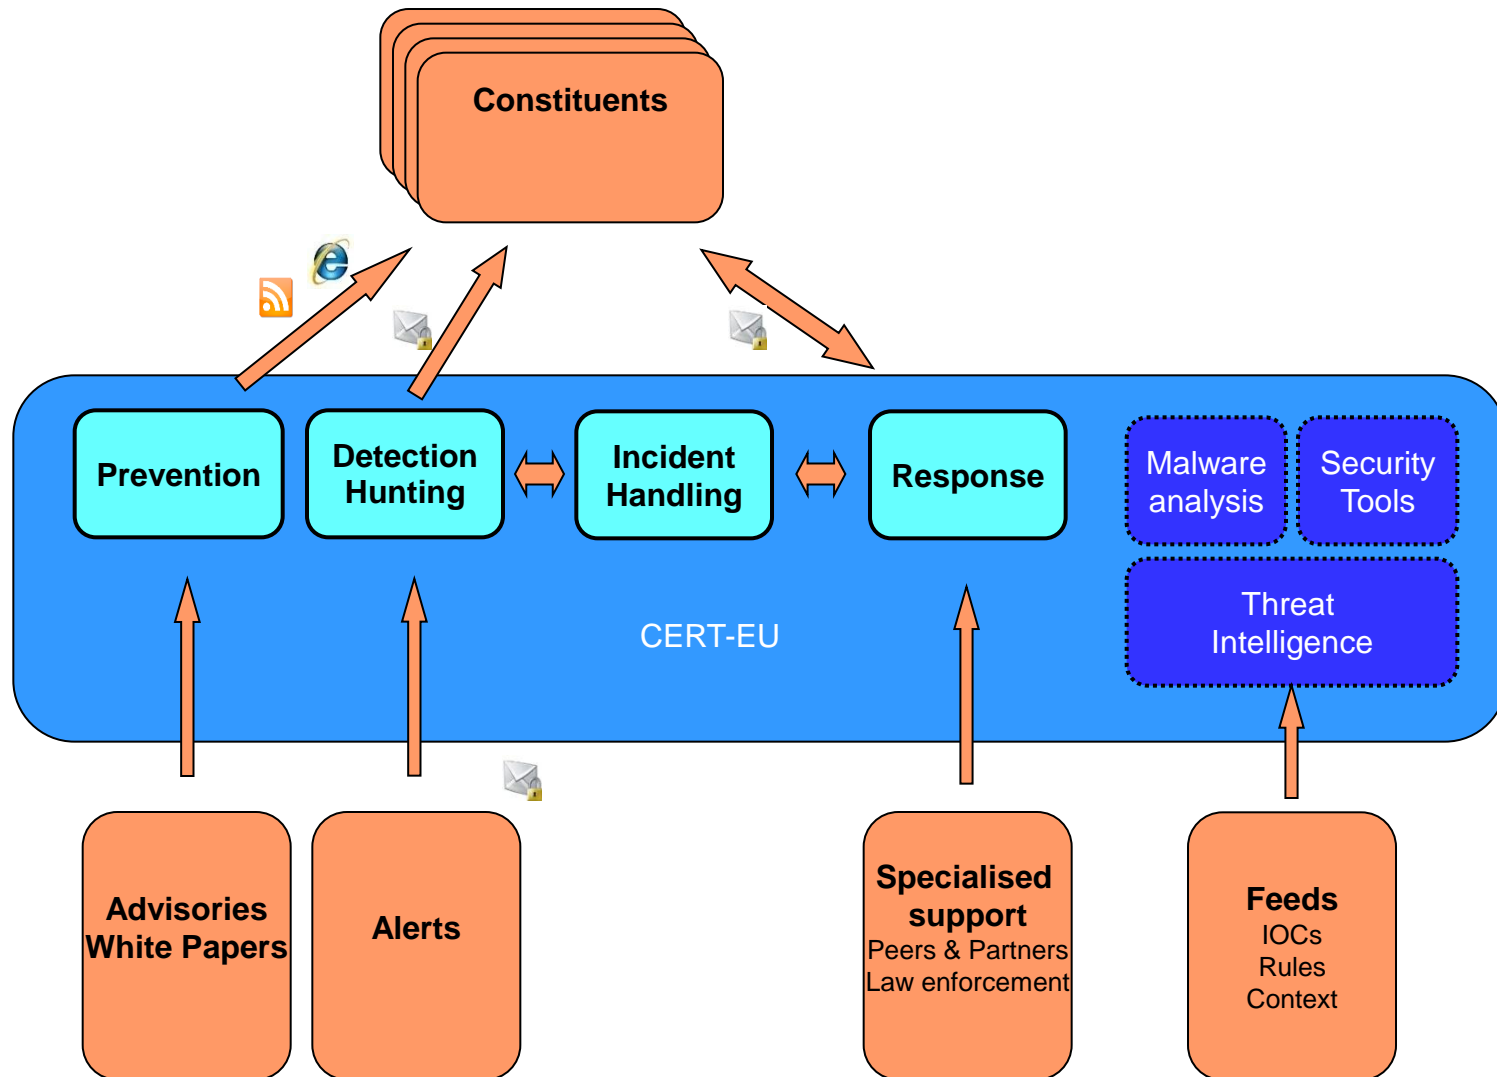 Constituents
Prevention
Detection
Hunting
Incident
Handling
Response
Malware
analysis
Security
Tools
Threat
Intelligence
CERT-EU
Advisories
White Papers
Alerts
Specialised
support
Peers & Partners
Law enforcement
Feeds
IOCs
Rules
Context